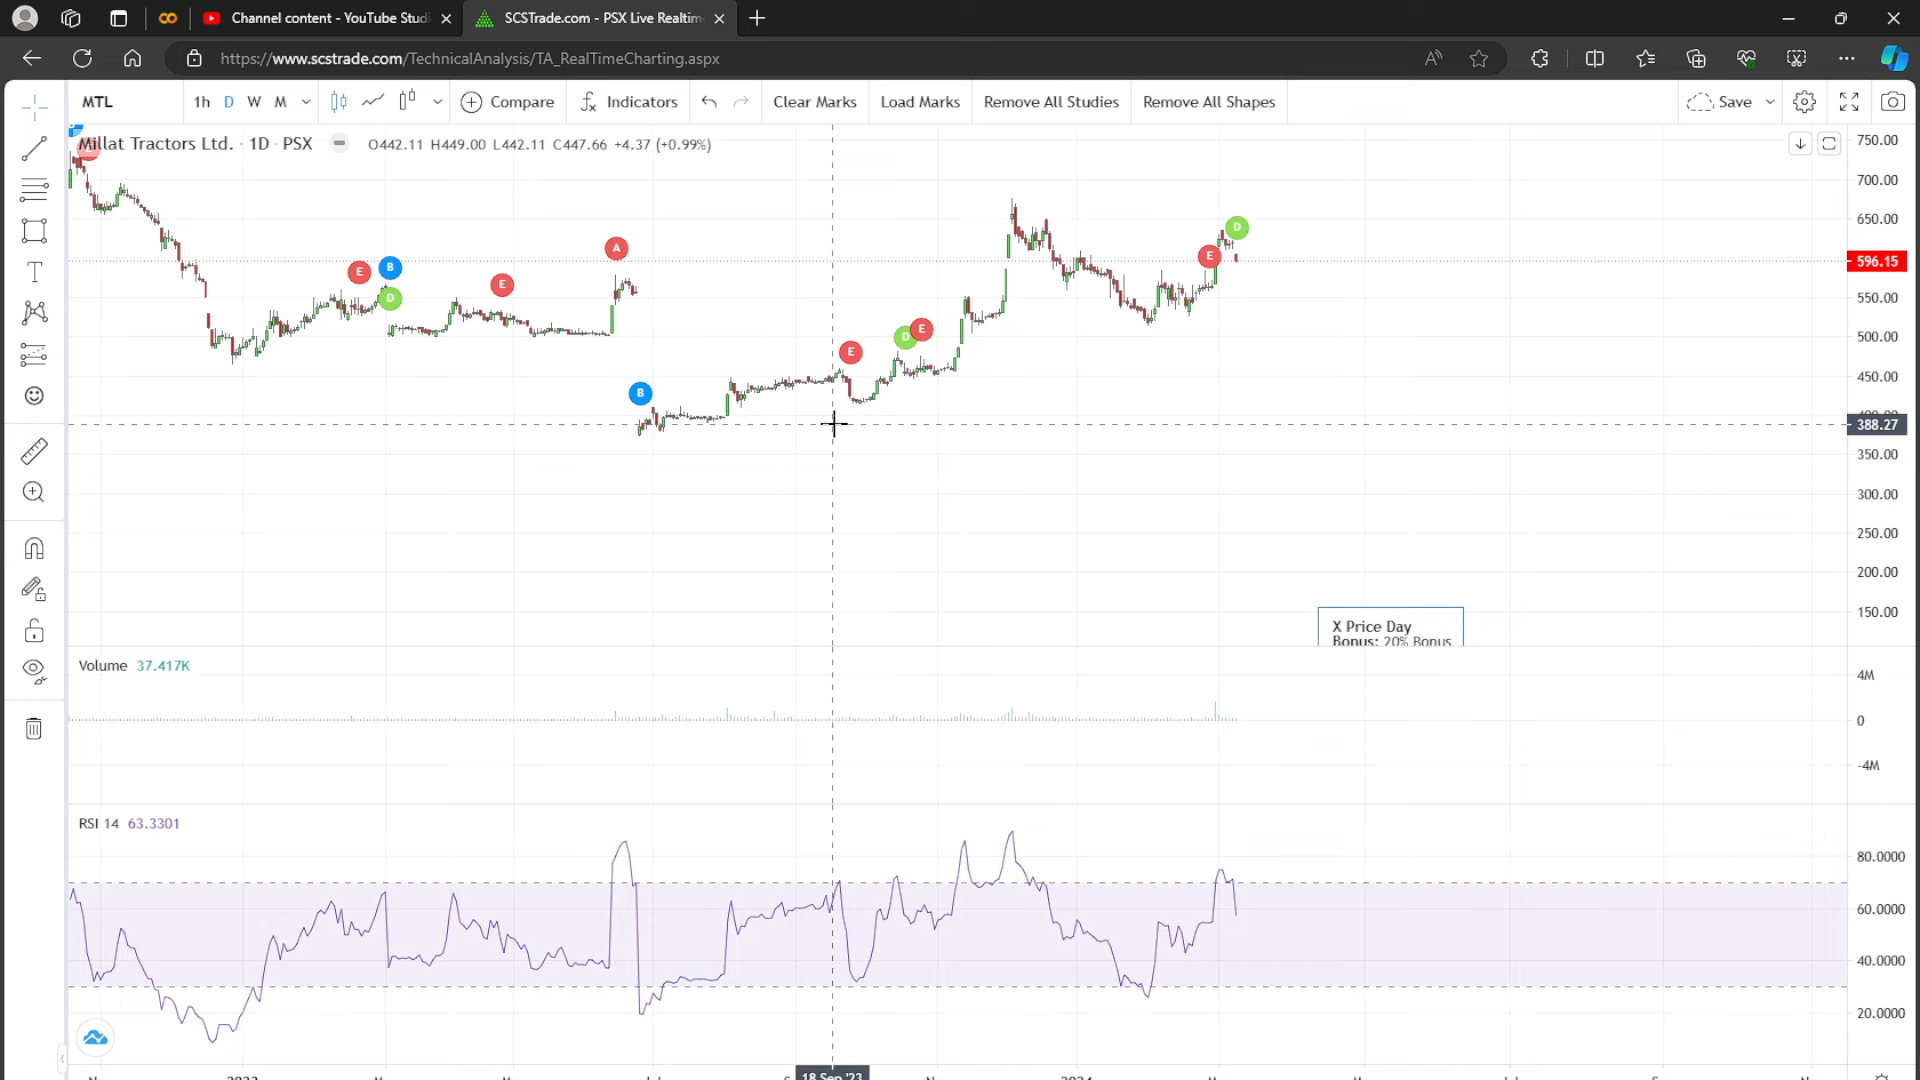 Channel content - YouTube Studi
SCSTrade.com - PSX Live Realtim
https://www.scstrade.com/TechnicalAnalysis/TA_RealTimeCharting.aspx
MTL
1h D W M
Compare
Indicators
Clear Marks
Load Marks
Remove All Studies
Remove All Shapes
Save
Millat Tractors Ltd. · 1D · PSX
O442.11 H449.00 L442.11 C447.66 +4.37 (+0.99%)
750.00
700.00
650.00
596.15
550.00
500.00
450.00
388.27
350.00
300.00
250.00
200.00
150.00
E
B
D
E
A
B
E
D
E
E
D
X Price Day
Bonus: 20% Bonus
Volume 37.417K
4M
0
-4M
RSI 14 63.3301
80.0000
60.0000
40.0000
20.0000
18 Sep '23